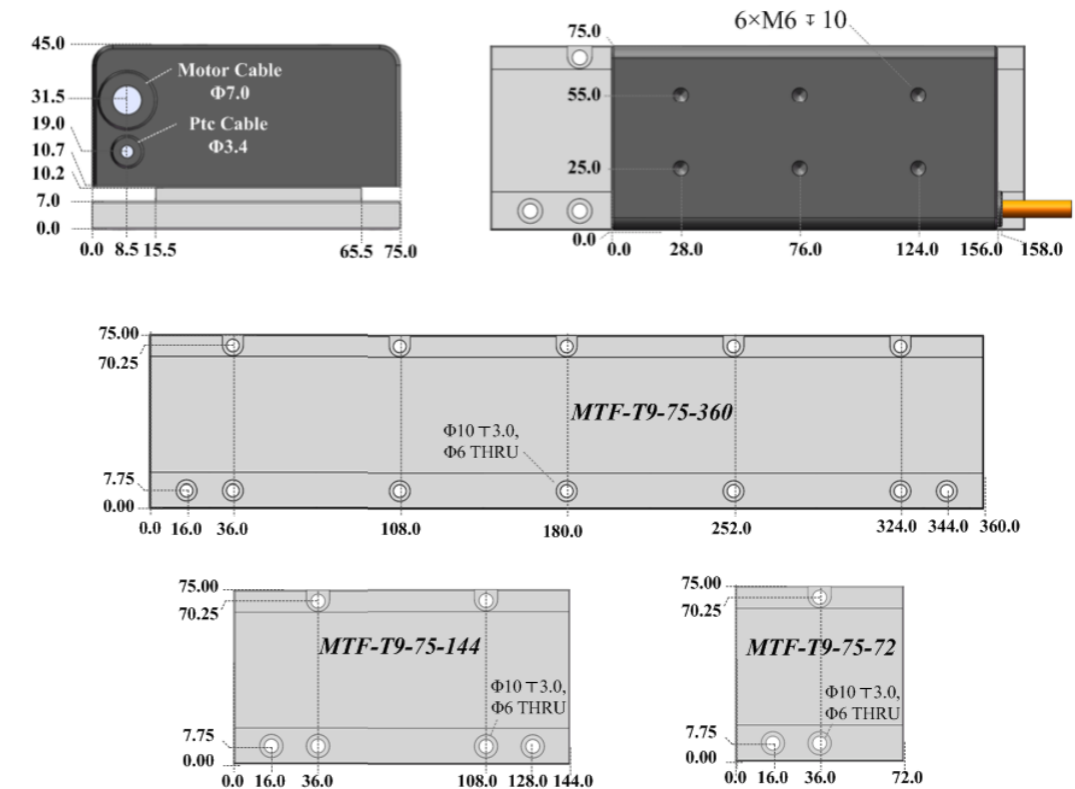 45.0
Motor Cable
Φ7.0
31.5
19.0
Ptc Cable
Φ3.4
10.7
10.2
7.0
0.0
0.0 8.5 15.5 65.5 75.0
6×M6 ↧ 10
75.0
55.0
25.0
0.0
0.0 28.0 76.0 124.0 156.0 158.0
75.00
70.25
MTF-T9-75-360
Φ10 ↧ 3.0,
Φ6 THRU
7.75
0.00
0.0 16.0 36.0 108.0 180.0 252.0 324.0 344.0 360.0
75.00
70.25
MTF-T9-75-144
Φ10 ↧ 3.0,
Φ6 THRU
7.75
0.00
0.0 16.0 36.0 108.0 128.0 144.0
75.00
70.25
MTF-T9-75-72
Φ10 ↧ 3.0,
Φ6 THRU
7.75
0.00
0.0 16.0 36.0 72.0